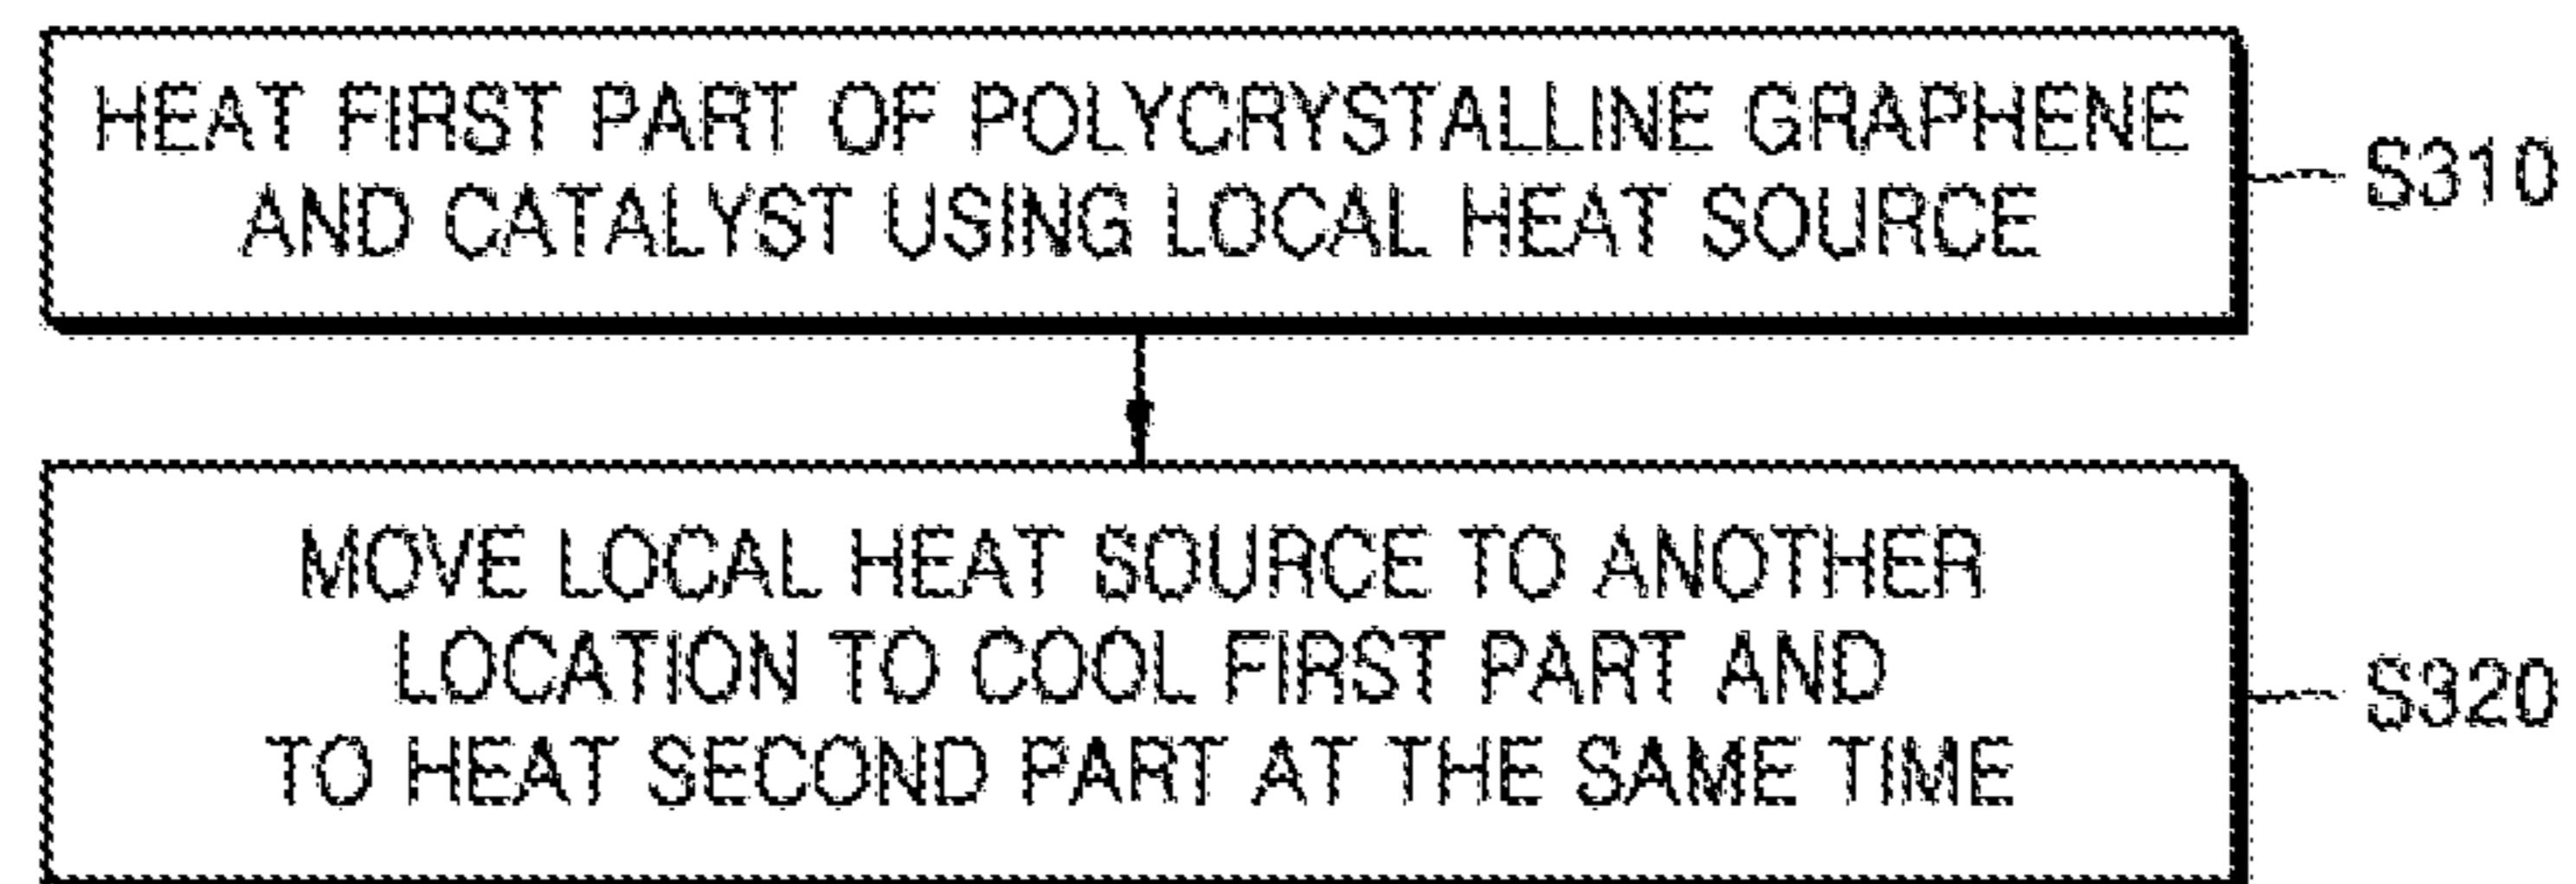 HEAT FIRST PART OF POLYCRYSTALLINE GRAPHENE
AND CATALYST USING LOCAL HEAT SOURCE
S310
MOVE LOCAL HEAT SOURCE TO ANOTHER
LOCATION TO COOL FIRST PART AND
TO HEAT SECOND PART AT THE SAME TIME
S320